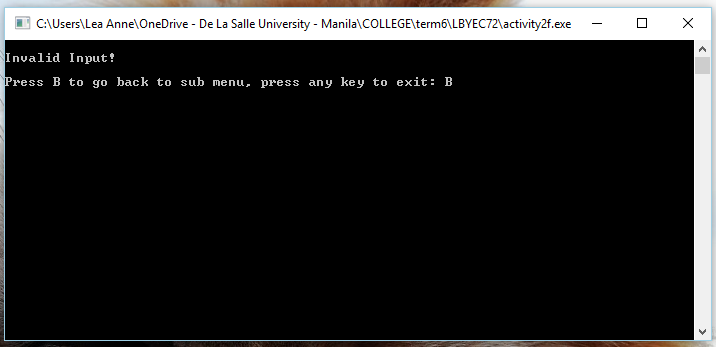 C:\Users\Lea Anne\OneDrive - De La Salle University - Manila\COLLEGE\term6\LBYEC72\activity2f.exe
Invalid Input!
Press B to go back to sub menu, press any key to exit: B